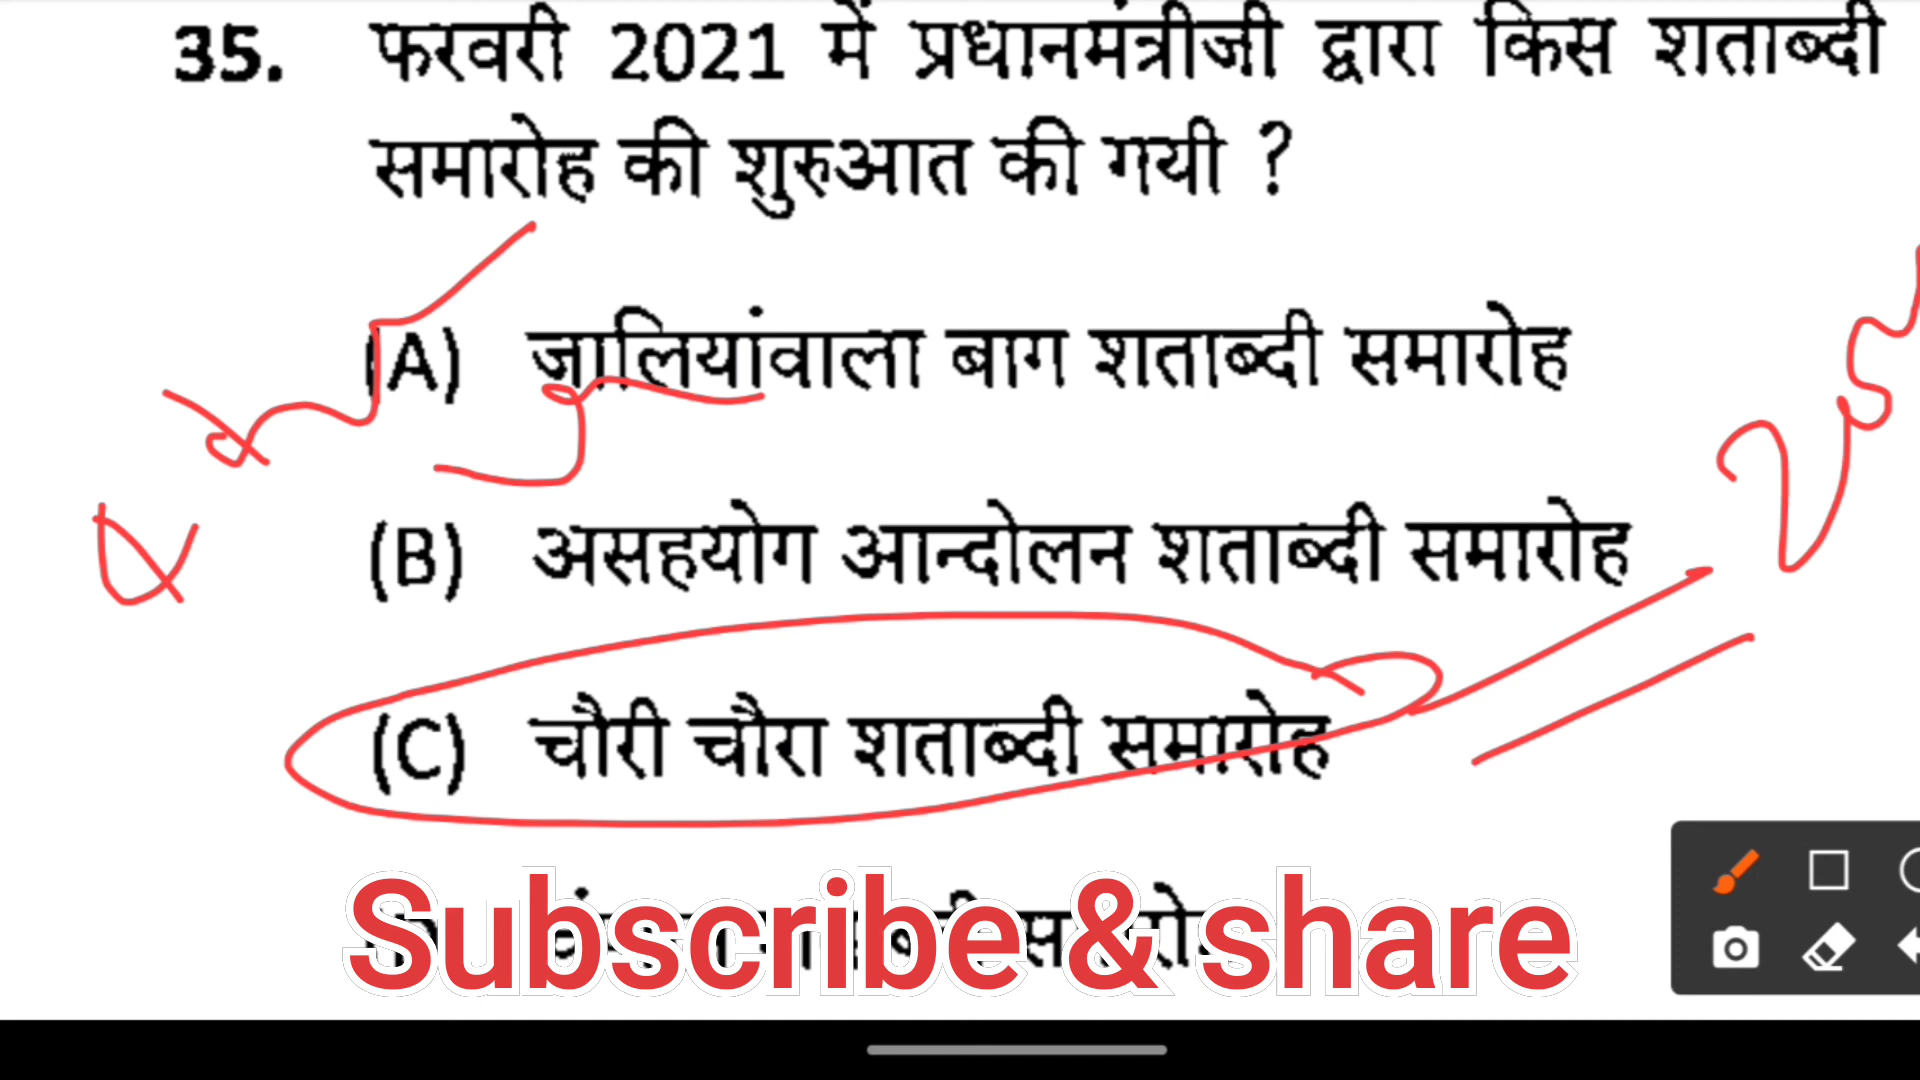 35. फरवरी 2021 में प्रधानमंत्रीजी द्वारा किस शताब्दी
समारोह की शुरुआत की गयी ?
(A) जालियांवाला बाग शताब्दी समारोह
(B) असहयोग आन्दोलन शताब्दी समारोह
(C) चौरी चौरा शताब्दी समारोह
Subscribe & share